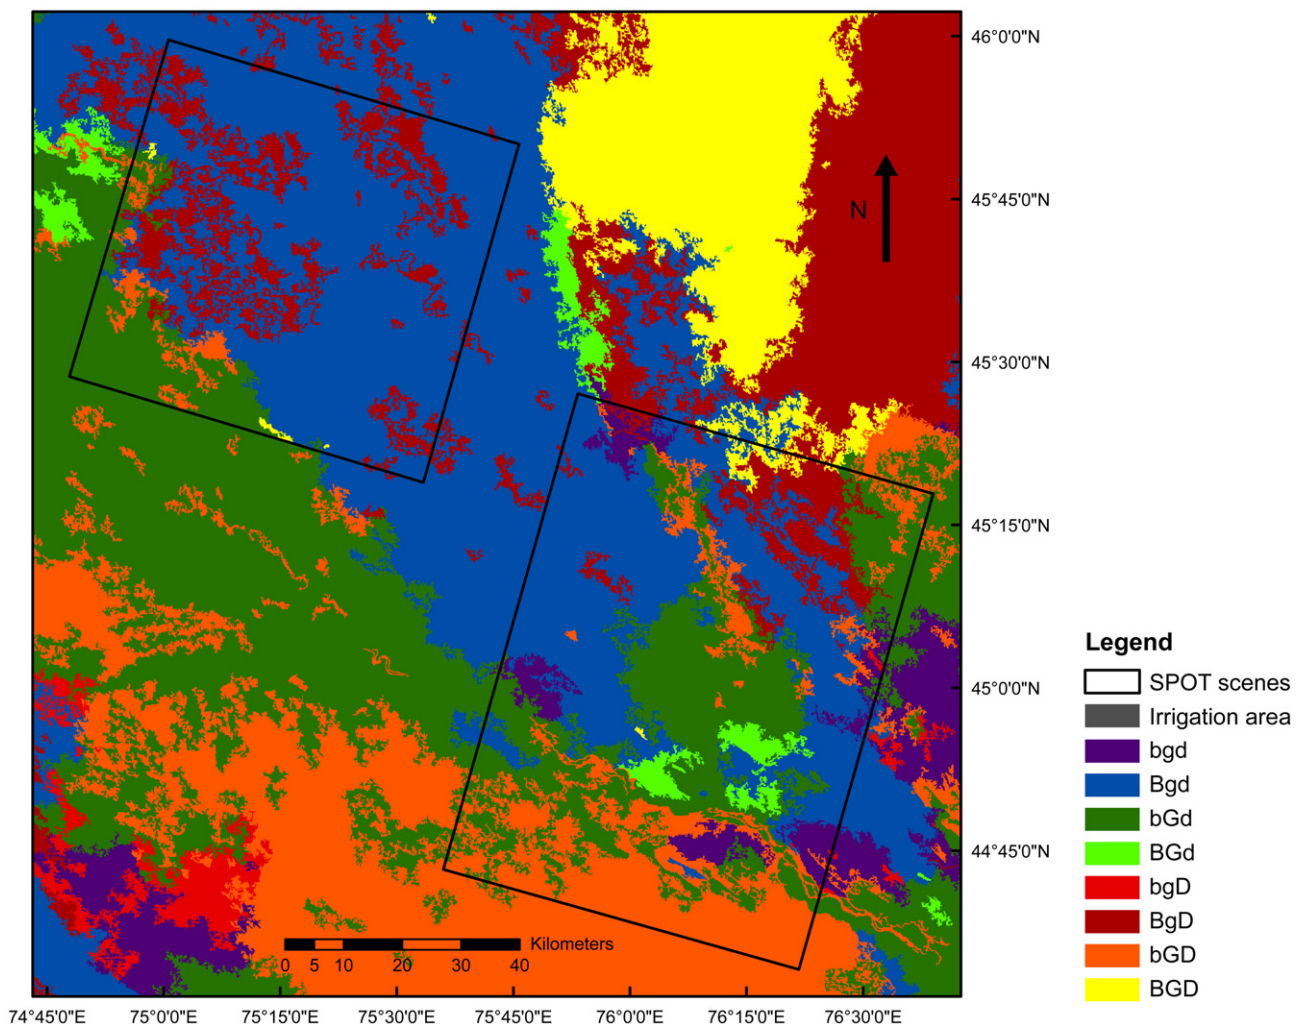 46°0'0"N
45°45'0"N
N
45°30'0"N
45°15'0"N
45°0'0"N
44°45'0"N
Legend
SPOT scenes
Irrigation area
bgd
Bgd
bGd
BGd
bgD
BgD
bGD
BGD
Kilometers
0 5 10 20 30 40
74°45'0"E 75°0'0"E 75°15'0"E 75°30'0"E 75°45'0"E 76°0'0"E 76°15'0"E 76°30'0"E